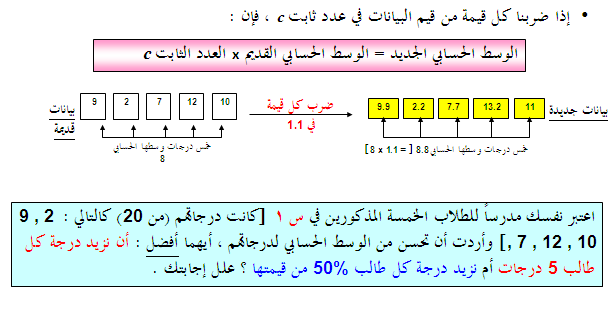 • إذا ضربنا كل قيمة من قيم البيانات في عدد ثابت c ، فإن :
الوسط الحسابي الجديد = الوسط الحسابي القديم x العدد الثابت c
بيانات قديمة
9 2 7 12 10
ضرب كل قيمة
في 1.1
9.9 2.2 7.7 13.2 11
بيانات جديدة
خمس درجات وسطها الحسابي
8
خمس درجات وسطها الحسابي 8.8 [ = 1.1 x 8 ]
اعتبر نفسك مدرساً للطلاب الخمسة المذكورين في س ١ [كانت درجاتهم (من 20) كالتالي : 2 , 9
, 7 , 12 , 10] وأردت أن تحسن من الوسط الحسابي لدرجاتهم ، أيهما أفضل : أن نزيد درجة كل
طالب 5 درجات أم نزيد درجة كل طالب 50% من قيمتها ؟ علل إجابتك .